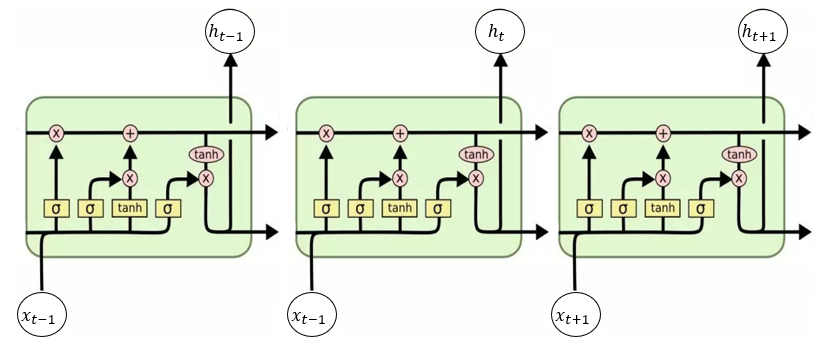 h_{t−1} h_t h_{t+1}
x + x + x +
tanh tanh tanh
x x x x x x
σ σ tanh σ σ σ tanh σ σ σ tanh σ
x_{t−1} x_{t−1} x_{t+1}